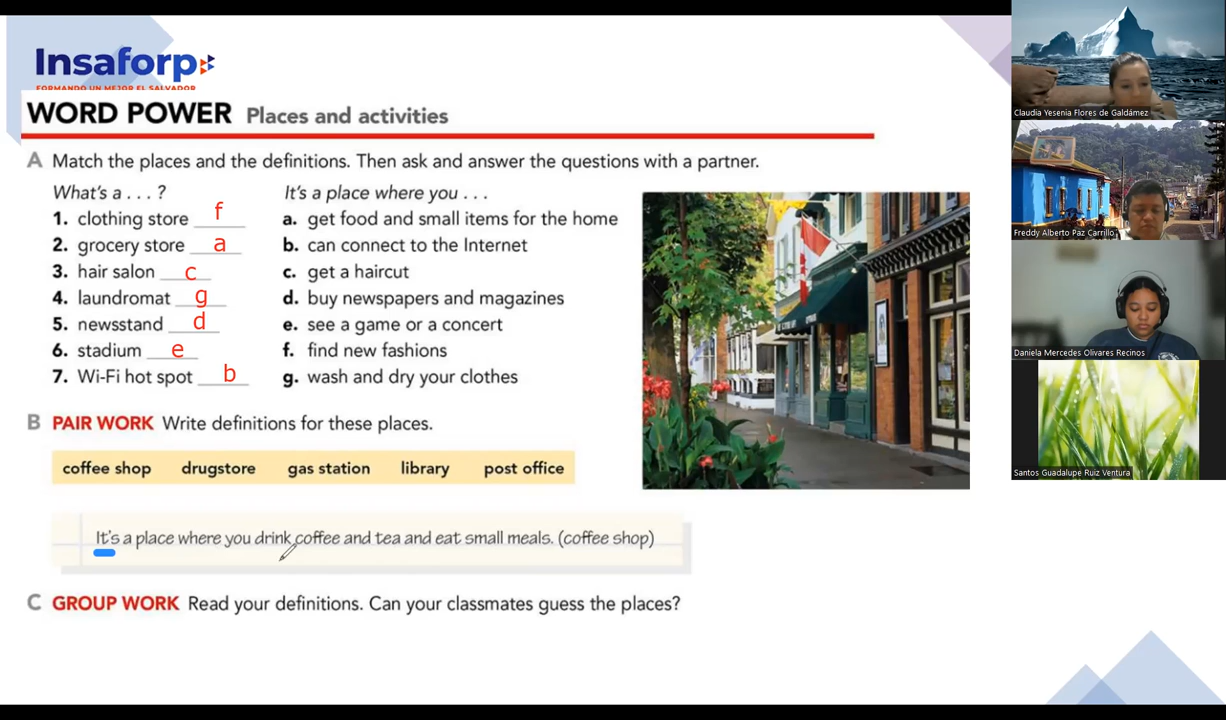 Insaforp
FORMANDO UN MEJOR EL SALVADOR
WORD POWER Places and activities
A Match the places and the definitions. Then ask and answer the questions with a partner.
What's a . . . ?
1. clothing store f
2. grocery store a
3. hair salon c
4. laundromat g
5. newsstand d
6. stadium e
7. Wi-Fi hot spot b
It's a place where you . . .
a. get food and small items for the home
b. can connect to the Internet
c. get a haircut
d. buy newspapers and magazines
e. see a game or a concert
f. find new fashions
g. wash and dry your clothes
B PAIR WORK Write definitions for these places.
coffee shop drugstore gas station library post office
It's a place where you drink coffee and tea and eat small meals. (coffee shop)
C GROUP WORK Read your definitions. Can your classmates guess the places?
Claudia Yesenia Flores de Galdámez
Freddy Alberto Paz Carrillo
Daniela Mercedes Olivares Recinos
Santos Guadalupe Ruiz Ventura